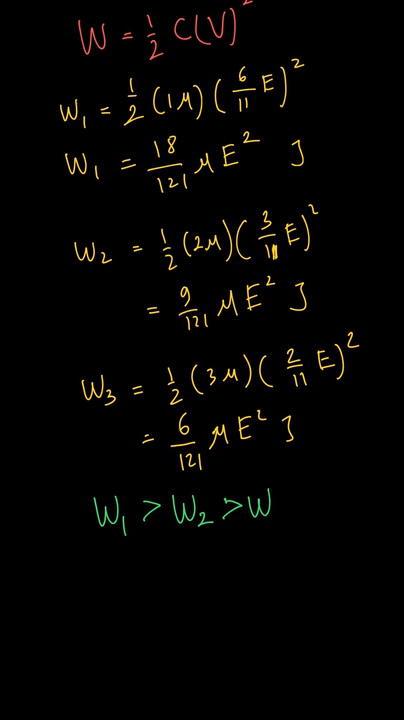 W = 1/2 C(V)²
W₁ = 1/2 (1μ) (6/11 E)²
W₁ = 18/121 μE² J
W₂ = 1/2 (2μ) (3/11 E)²
= 9/121 μE² J
W₃ = 1/2 (3μ) (2/11 E)²
= 6/121 μE² J
W₁ > W₂ > W